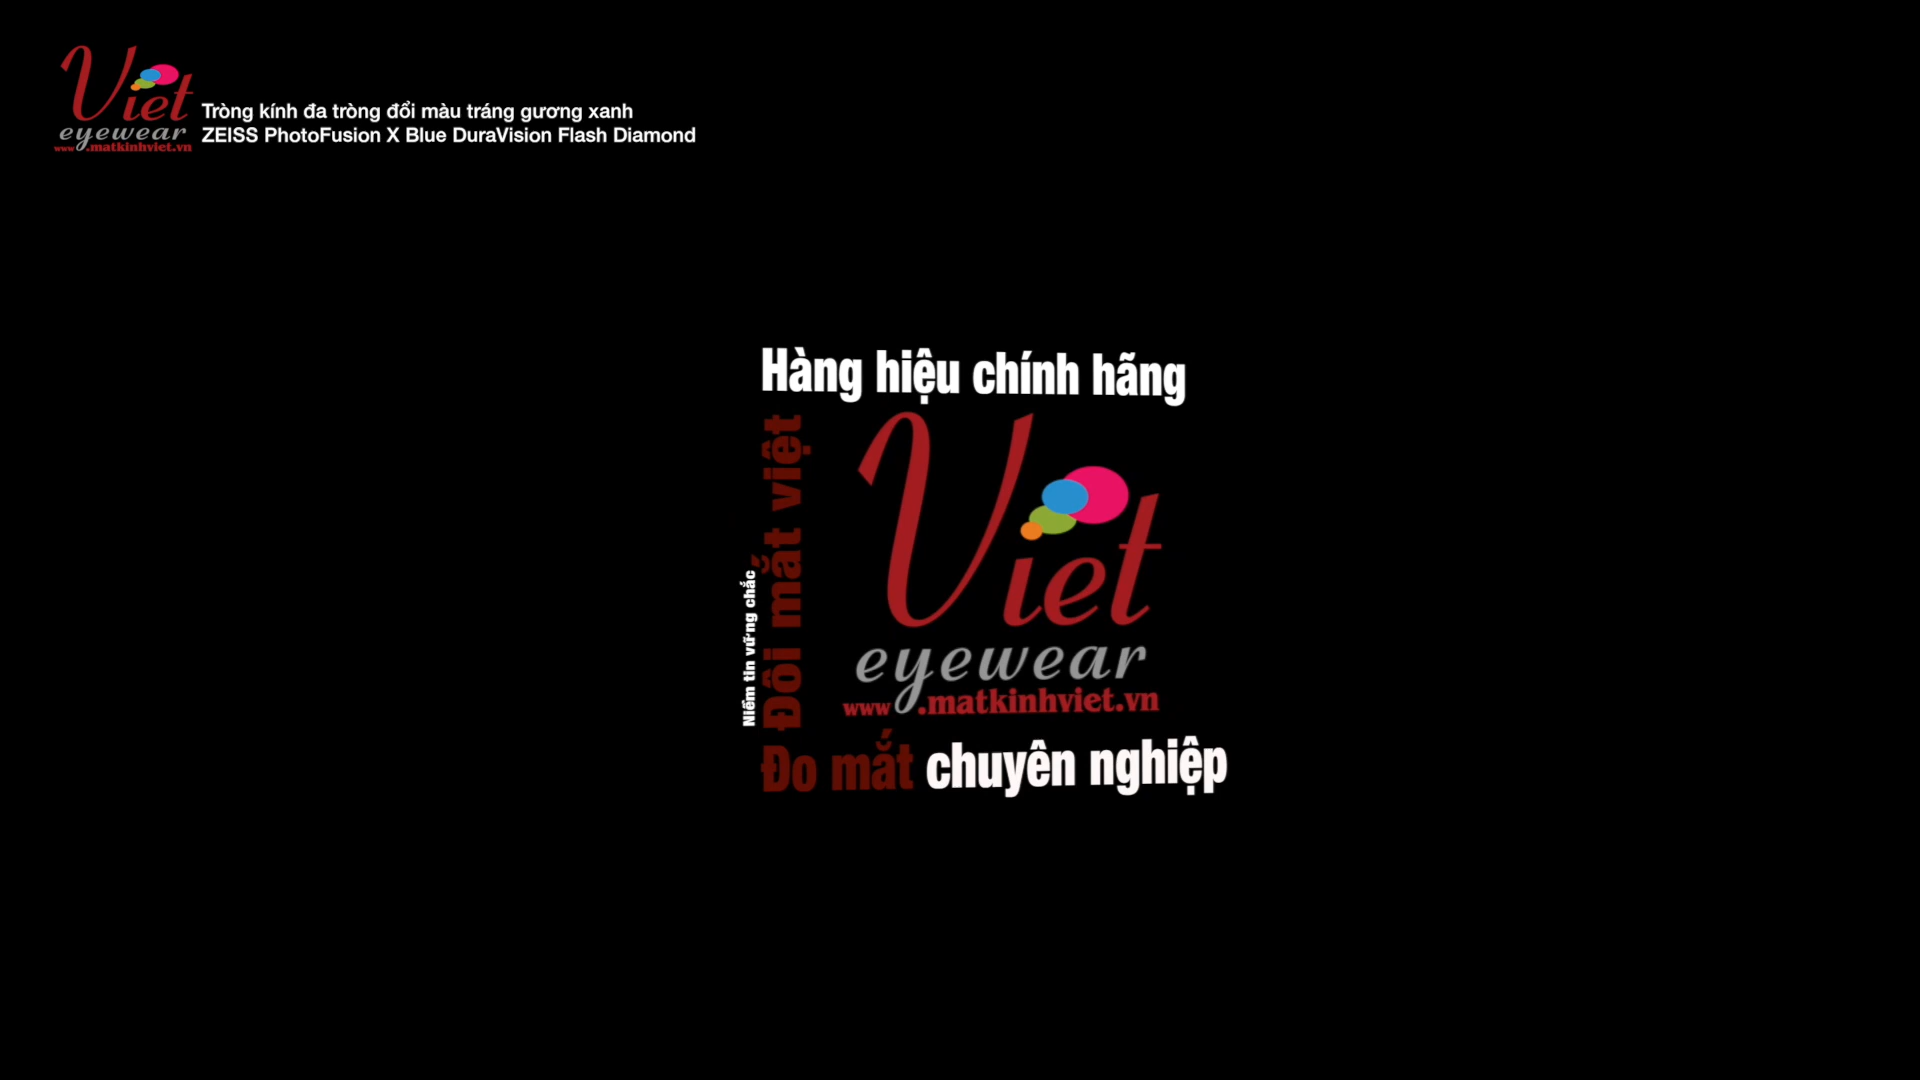 Viet
eyewear
www.matkinhviet.vn
Tròng kính đa tròng đổi màu tráng gương xanh
ZEISS PhotoFusion X Blue DuraVision Flash Diamond
Hàng hiệu chính hãng
Niềm tin vững chắc
Đôi mắt việt
Viet
eyewear
www.matkinhviet.vn
Đo mắt chuyên nghiệp